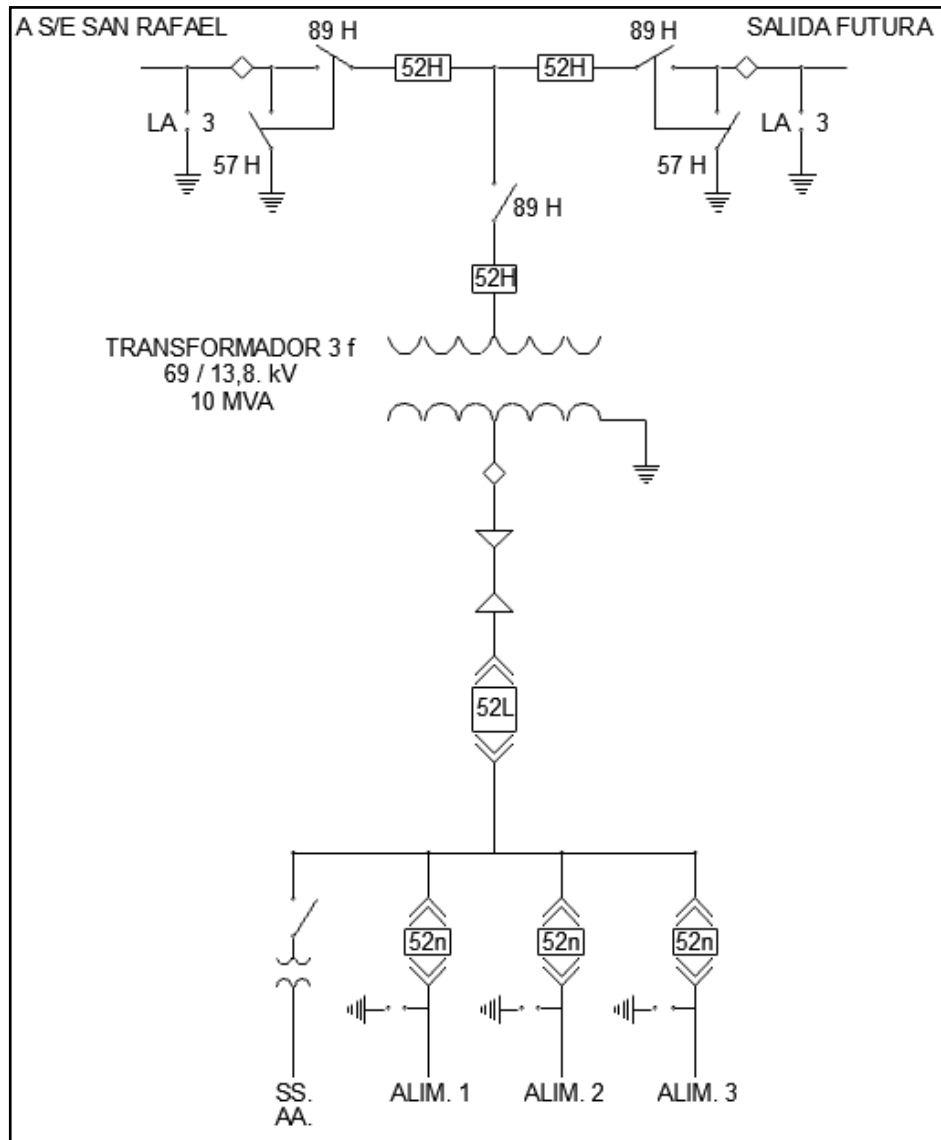 A S/E SAN RAFAEL
89 H
89 H
SALIDA FUTURA
52H
52H
LA 3
57 H
57 H
LA 3
89 H
52H
TRANSFORMADOR 3 f
69 / 13,8. kV
10 MVA
52L
52n
52n
52n
SS.
AA.
ALIM. 1
ALIM. 2
ALIM. 3